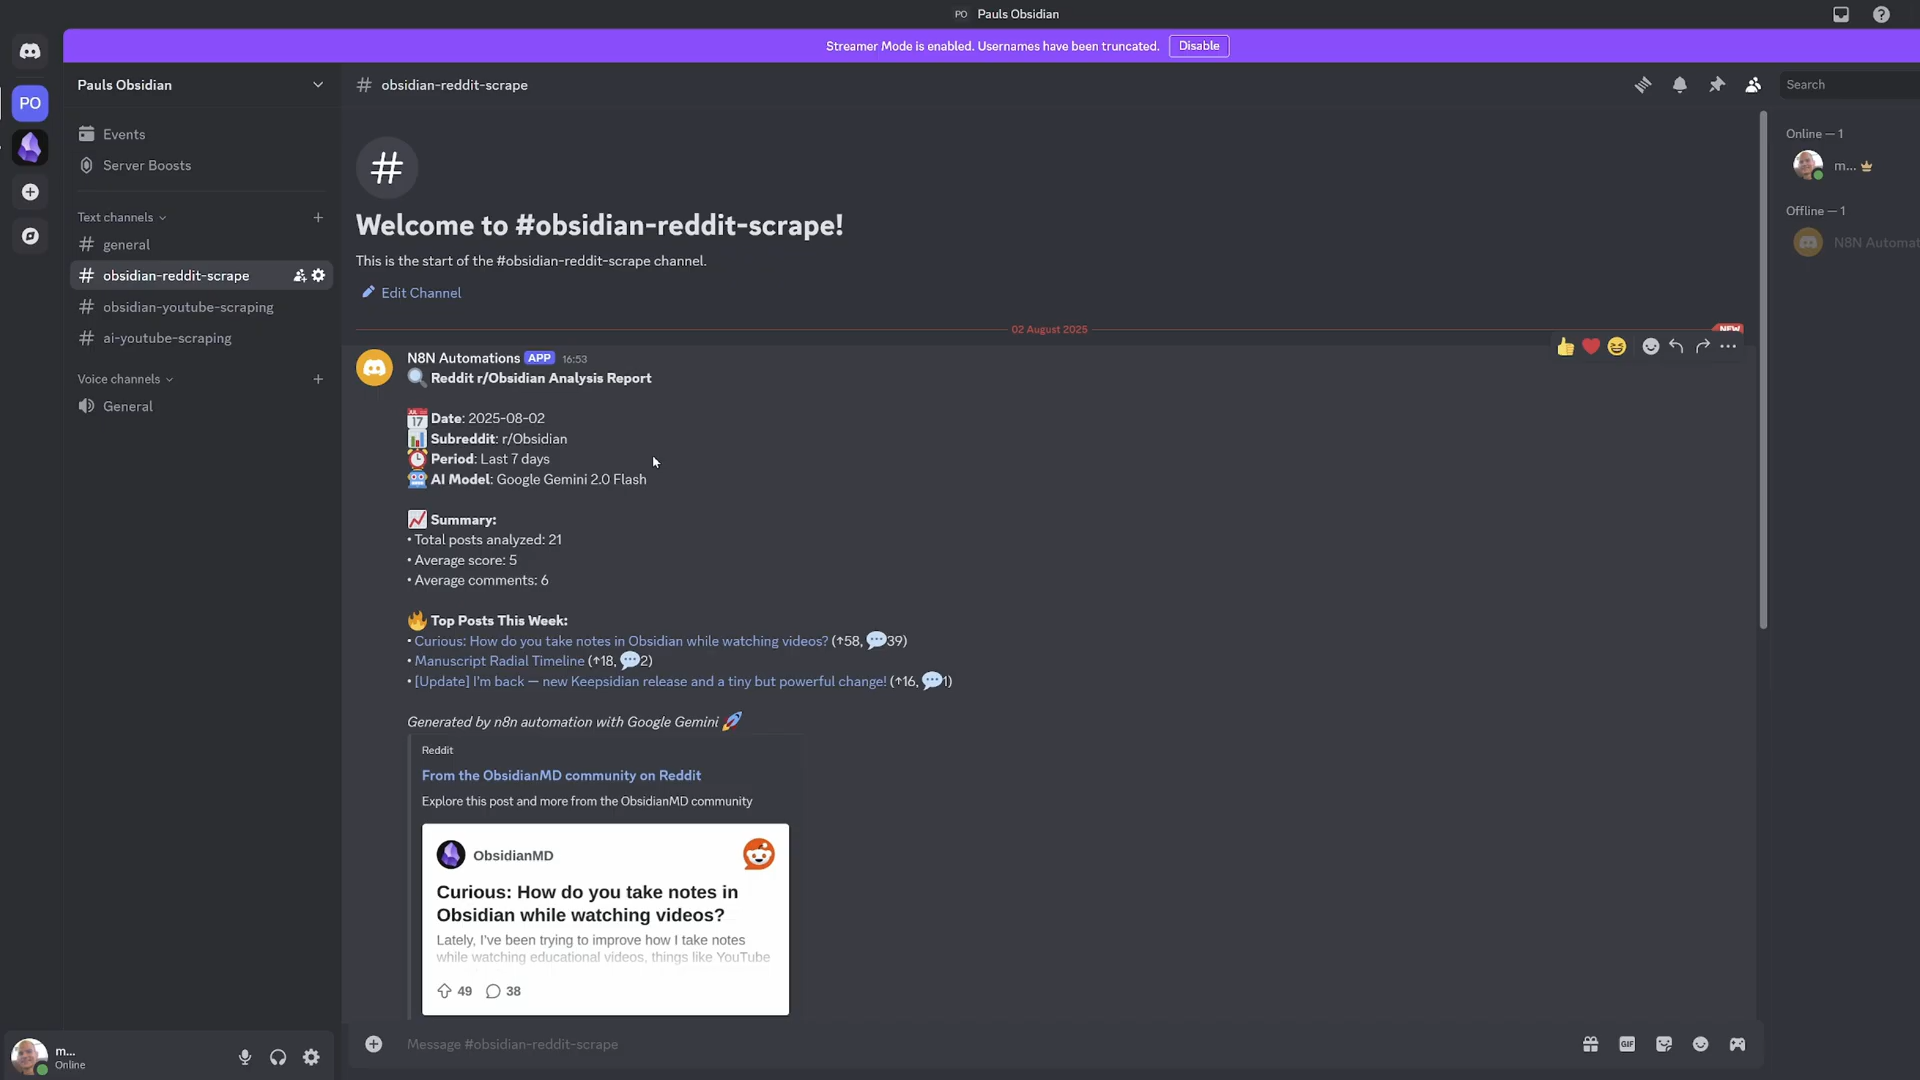 PO Pauls Obsidian
Streamer Mode is enabled. Usernames have been truncated. Disable
PO
Pauls Obsidian
Events
Server Boosts
Text channels
general
obsidian-reddit-scrape
obsidian-youtube-scraping
ai-youtube-scraping
Voice channels
General
m...
Online
obsidian-reddit-scrape
Search
Welcome to #obsidian-reddit-scrape!
This is the start of the #obsidian-reddit-scrape channel.
Edit Channel
02 August 2025
NEW
N8N Automations APP 16:53
🔍 Reddit r/Obsidian Analysis Report
📅 Date: 2025-08-02
📊 Subreddit: r/Obsidian
⏰ Period: Last 7 days
🤖 AI Model: Google Gemini 2.0 Flash
📈 Summary:
• Total posts analyzed: 21
• Average score: 5
• Average comments: 6
🔥 Top Posts This Week:
• Curious: How do you take notes in Obsidian while watching videos? (↑58, 💬39)
• Manuscript Radial Timeline (↑18, 💬2)
• [Update] I'm back — new Keepsidian release and a tiny but powerful change! (↑16, 💬1)
Generated by n8n automation with Google Gemini 🚀
Reddit
From the ObsidianMD community on Reddit
Explore this post and more from the ObsidianMD community
ObsidianMD
Curious: How do you take notes in
Obsidian while watching videos?
Lately, I've been trying to improve how I take notes
while watching educational videos, things like YouTube
49 38
Message #obsidian-reddit-scrape
GIF
Online — 1
m...
Offline — 1
N8N Automat